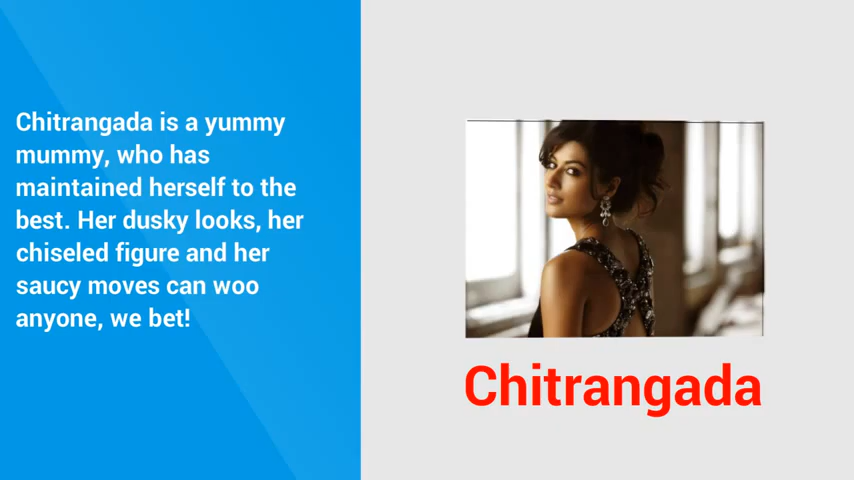 Chitrangada is a yummy
mummy, who has
maintained herself to the
best. Her dusky looks, her
chiseled figure and her
saucy moves can woo
anyone, we bet!
Chitrangada